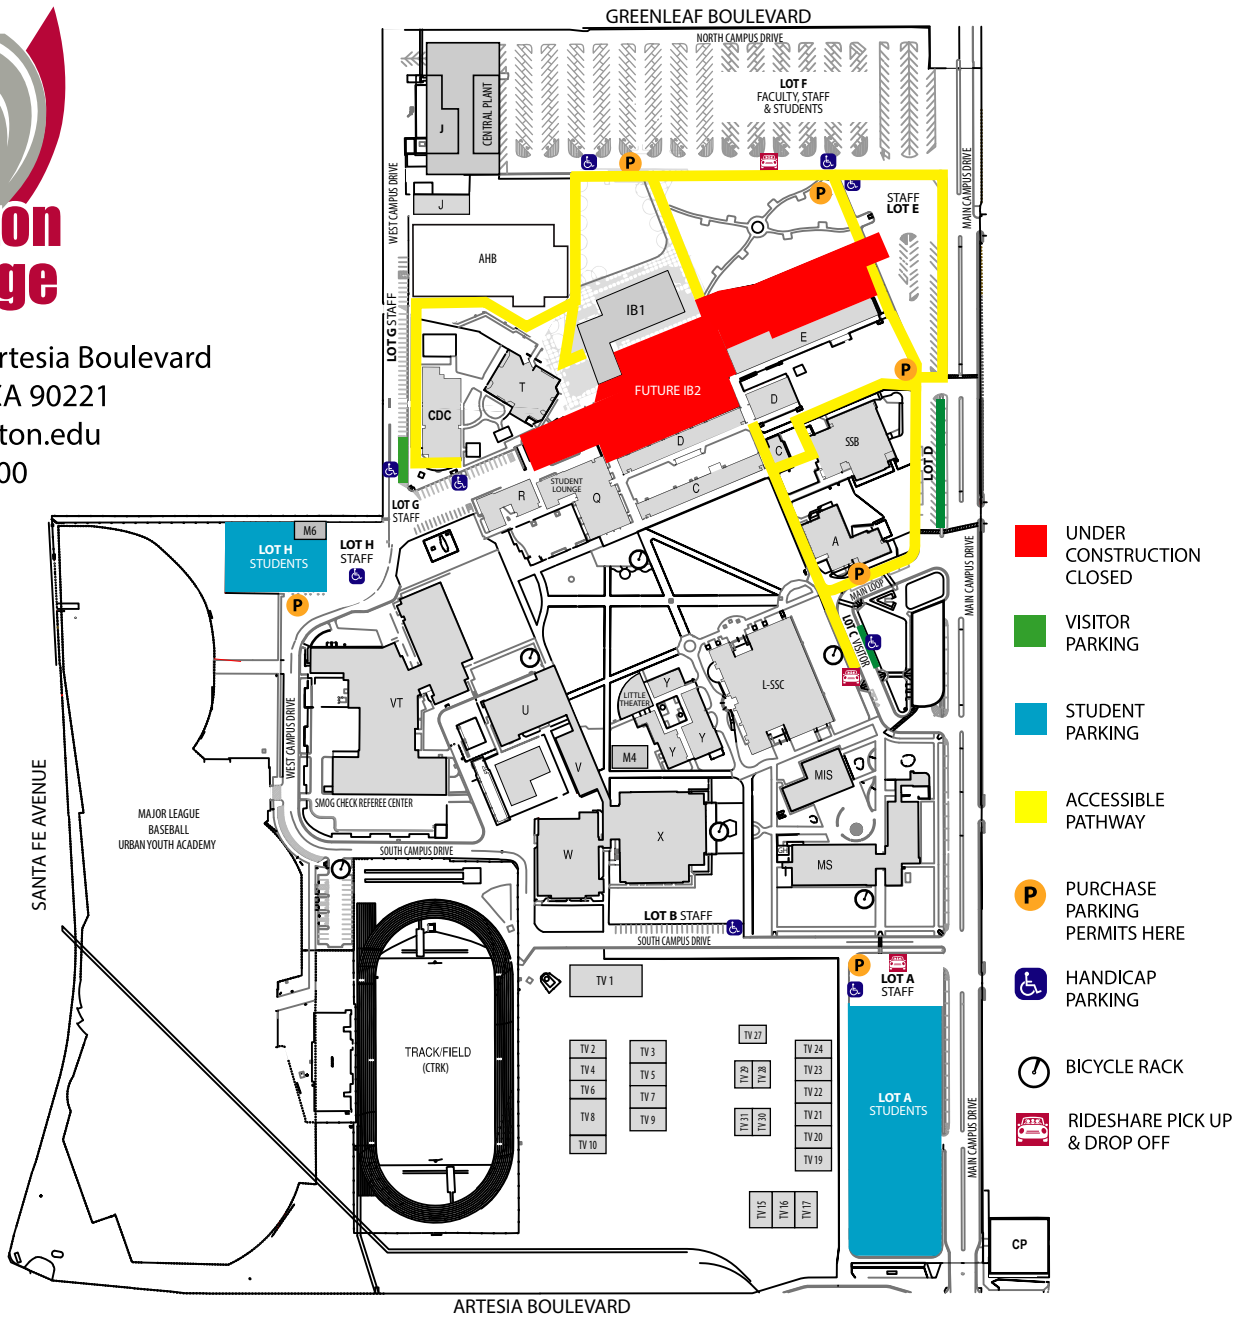 GREENLEAF BOULEVARD
NORTH CAMPUS DRIVE
LOT F
FACULTY, STAFF
& STUDENTS
CENTRAL PLANT
J
J
WEST CAMPUS DRIVE
MAIN CAMPUS DRIVE
P
P
STAFF
LOT E
on
ge
AHB
IB1
E
LOT G STAFF
rtesia Boulevard
CA 90221
ton.edu
00
T
CDC
FUTURE IB2
P
D
D
C
SSB
LOT D
STUDENT
LOUNGE
R
Q
C
LOT G
STAFF
M6
LOT H
STUDENTS
LOT H
STAFF
P
A
P
MAIN LOOP
LOT C VISITOR
MAIN CAMPUS DRIVE
UNDER
CONSTRUCTION
CLOSED
VISITOR
PARKING
STUDENT
PARKING
ACCESSIBLE
PATHWAY
P
PURCHASE
PARKING
PERMITS HERE
HANDICAP
PARKING
BICYCLE RACK
RIDESHARE PICK UP
& DROP OFF
VT
U
LITTLE
THEATER
Y
Y
Y
L-SSC
V
M4
MIS
WEST CAMPUS DRIVE
SMOG CHECK REFEREE CENTER
SANTA FE AVENUE
MAJOR LEAGUE
BASEBALL
URBAN YOUTH ACADEMY
SOUTH CAMPUS DRIVE
W
X
GH
MS
LOT B STAFF
SOUTH CAMPUS DRIVE
P
LOT A
STAFF
TV 1
TRACK/FIELD
(CTRK)
TV 2
TV 4
TV 6
TV 8
TV 10
TV 3
TV 5
TV 7
TV 9
TV 27
TV 29
TV 28
TV 31
TV 30
TV 24
TV 23
TV 22
TV 21
TV 20
TV 19
TV 15
TV 16
TV 17
LOT A
STUDENTS
MAIN CAMPUS DRIVE
CP
ARTESIA BOULEVARD